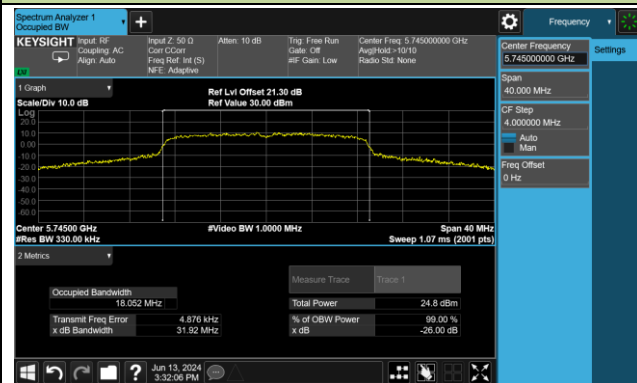 Spectrum Analyzer 1
Occupied BW
Frequency
KEYSIGHT
Input: RF
Coupling: AC
Align: Auto
Input Z: 50 Ω
Corr CCorr
Freq Ref: Int (S)
NFE: Adaptive
Atten: 10 dB
Trig: Free Run
Gate: Off
#IF Gain: Low
Center Freq: 5.745000000 GHz
Avg|Hold:>10/10
Radio Std: None
Center Frequency
5.745000000 GHz
Settings
Span
40.000 MHz
CF Step
4.000000 MHz
Auto
Man
Freq Offset
0 Hz
1 Graph
Scale/Div 10.0 dB
Ref Lvl Offset 21.30 dB
Ref Value 30.00 dBm
Log
20.0
10.0
0.00
-10.0
-20.0
-30.0
-40.0
-50.0
-60.0
Center 5.74500 GHz
#Res BW 330.00 kHz
#Video BW 1.0000 MHz
Span 40 MHz
Sweep 1.07 ms (2001 pts)
2 Metrics
Measure Trace
Trace 1
Occupied Bandwidth
18.052 MHz
Total Power
24.8 dBm
Transmit Freq Error
4.876 kHz
% of OBW Power
99.00 %
x dB Bandwidth
31.92 MHz
x dB
-26.00 dB
?
Jun 13, 2024
3:32:06 PM